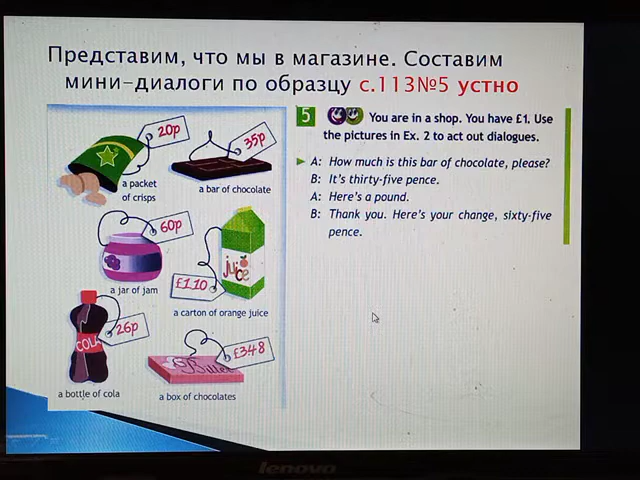 Представим, что мы в магазине. Составим
мини-диалоги по образцу с.113№5 устно
20p
35p
a packet
of crisps
a bar of chocolate
60p
juice
£1.10
a jar of jam
a carton of orange juice
26p
COLA
£3.48
a bottle of cola
a box of chocolates
5
You are in a shop. You have £1. Use
the pictures in Ex. 2 to act out dialogues.
A: How much is this bar of chocolate, please?
B: It's thirty-five pence.
A: Here's a pound.
B: Thank you. Here's your change, sixty-five
pence.
lenovo